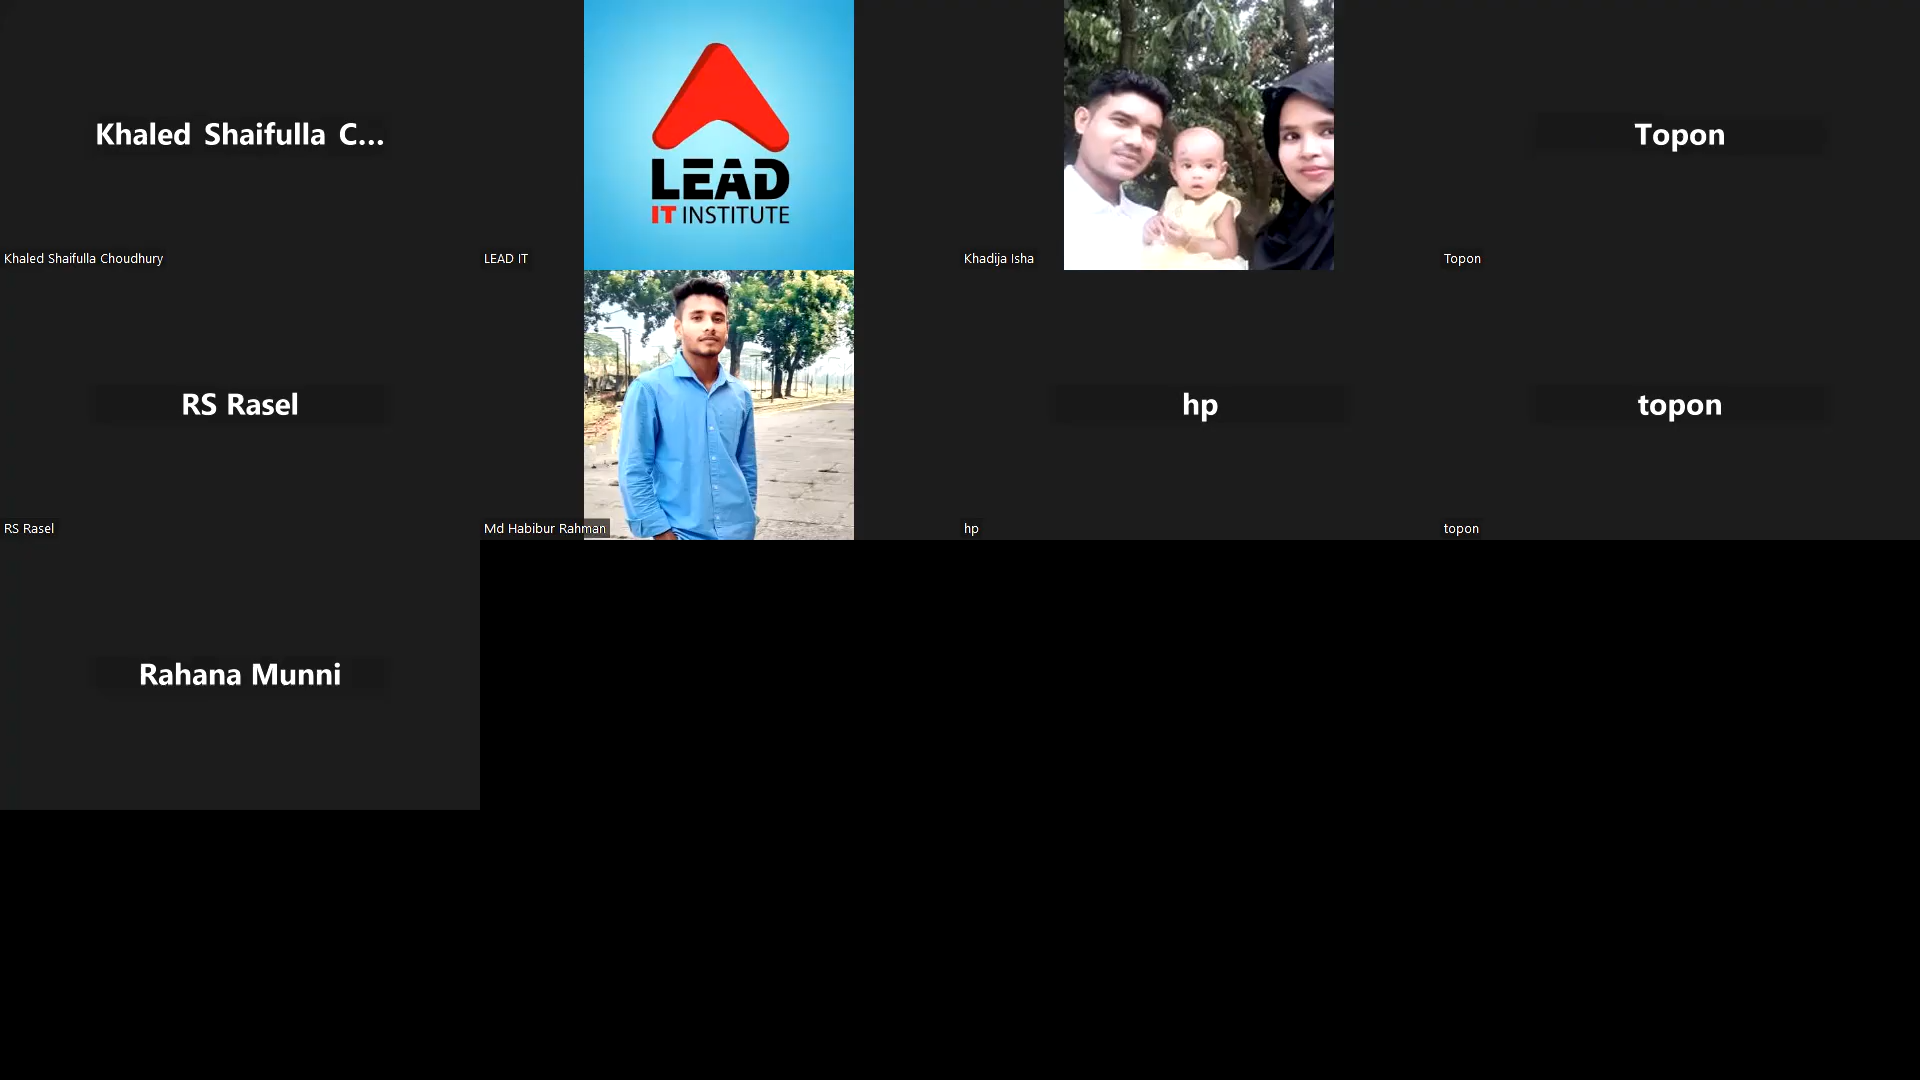 Khaled Shaifulla C...
Khaled Shaifulla Choudhury
LEAD
IT INSTITUTE
LEAD IT
Khadija Isha
Topon
Topon
RS Rasel
RS Rasel
Md Habibur Rahman
hp
hp
topon
topon
Rahana Munni